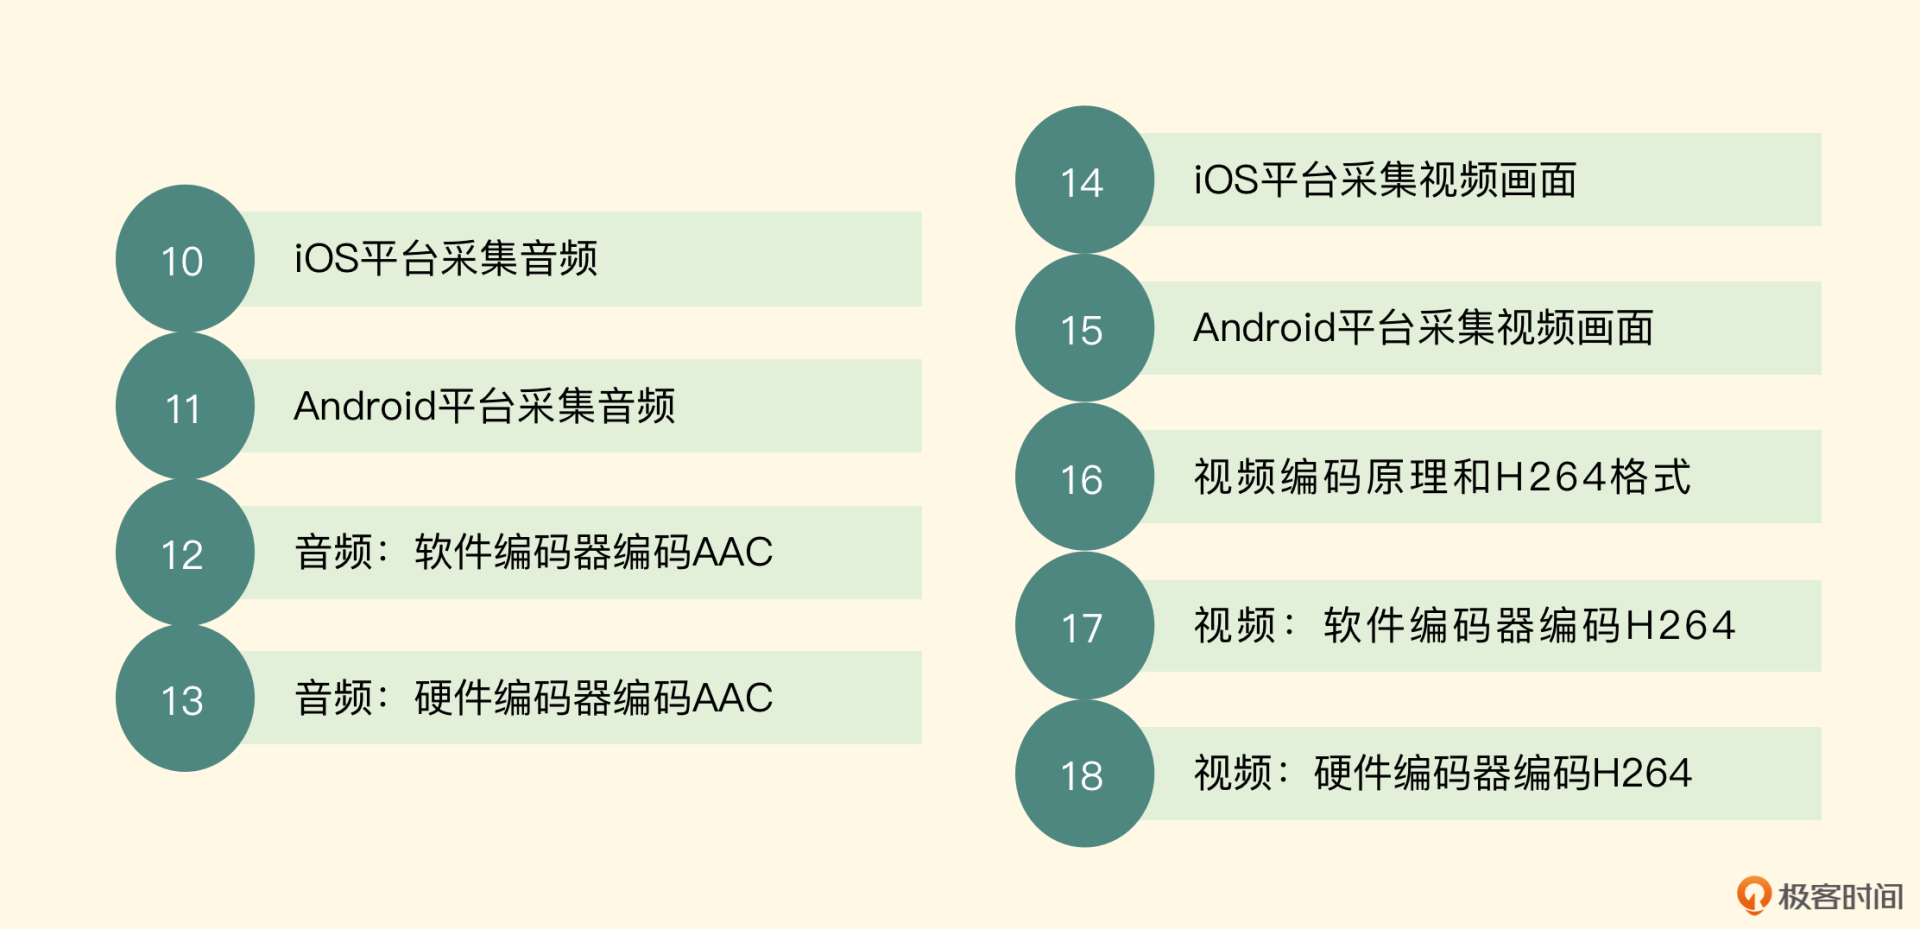 10
iOS平台采集音频
11
Android平台采集音频
12
音频：软件编码器编码AAC
13
音频：硬件编码器编码AAC
14
iOS平台采集视频画面
15
Android平台采集视频画面
16
视频编码原理和H264格式
17
视频：软件编码器编码H264
18
视频：硬件编码器编码H264
极客时间